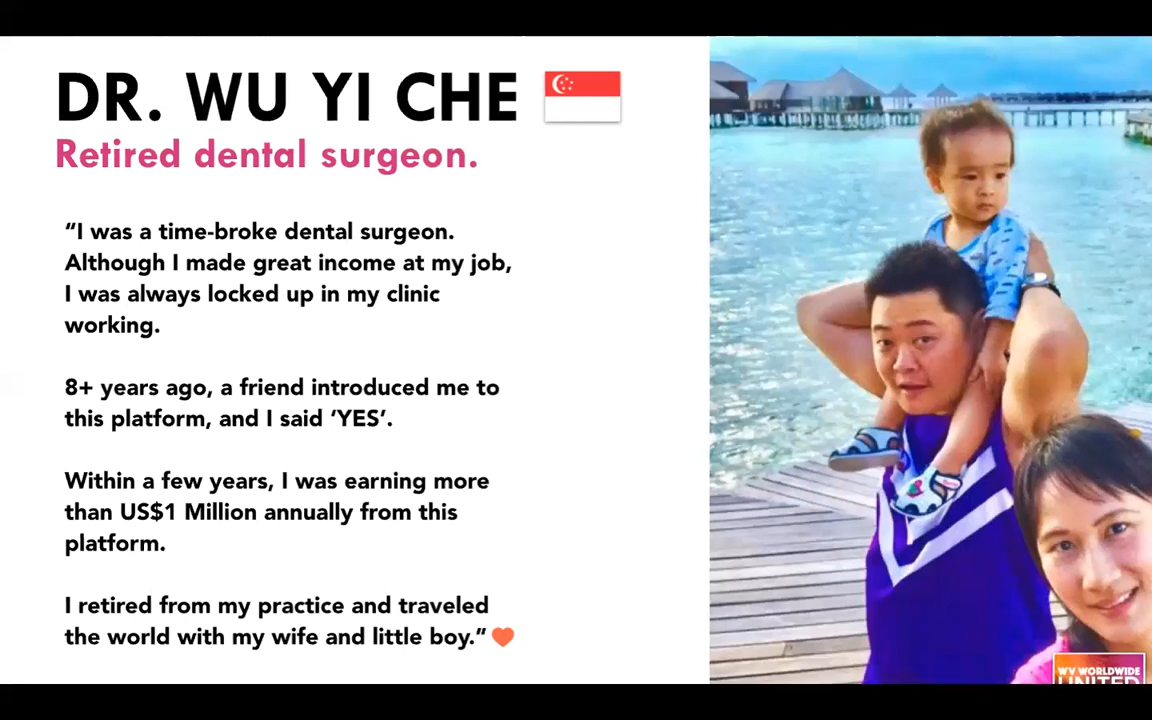 DR. WU YI CHE
Retired dental surgeon.
“I was a time-broke dental surgeon.
Although I made great income at my job,
I was always locked up in my clinic
working.
8+ years ago, a friend introduced me to
this platform, and I said ‘YES’.
Within a few years, I was earning more
than US$1 Million annually from this
platform.
I retired from my practice and traveled
the world with my wife and little boy.”
WV WORLDWIDE
UNITED